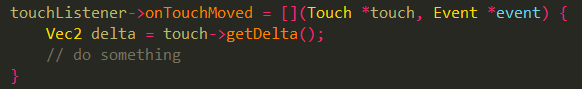 touchListener->onTouchMoved = [](Touch *touch, Event *event) {
    Vec2 delta = touch->getDelta();
    // do something
}